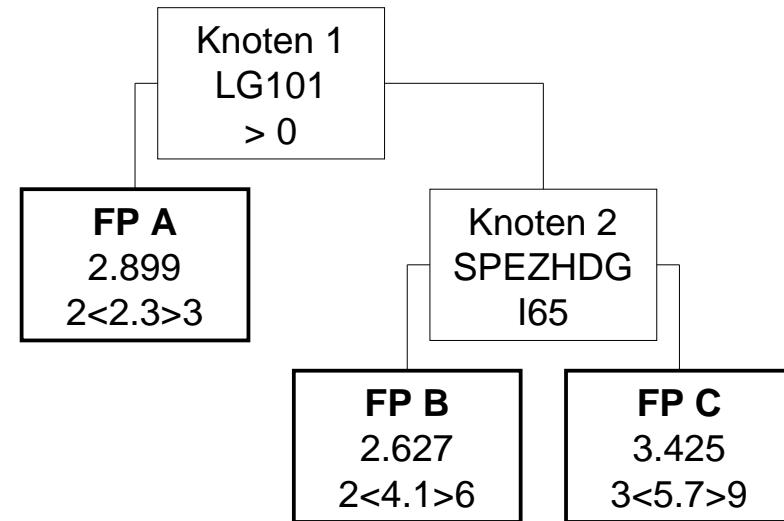 Knoten 1
LG101
> 0
FP A
2.899
2<2.3>3
Knoten 2
SPEZHDG
I65
FP B
2.627
2<4.1>6
FP C
3.425
3<5.7>9